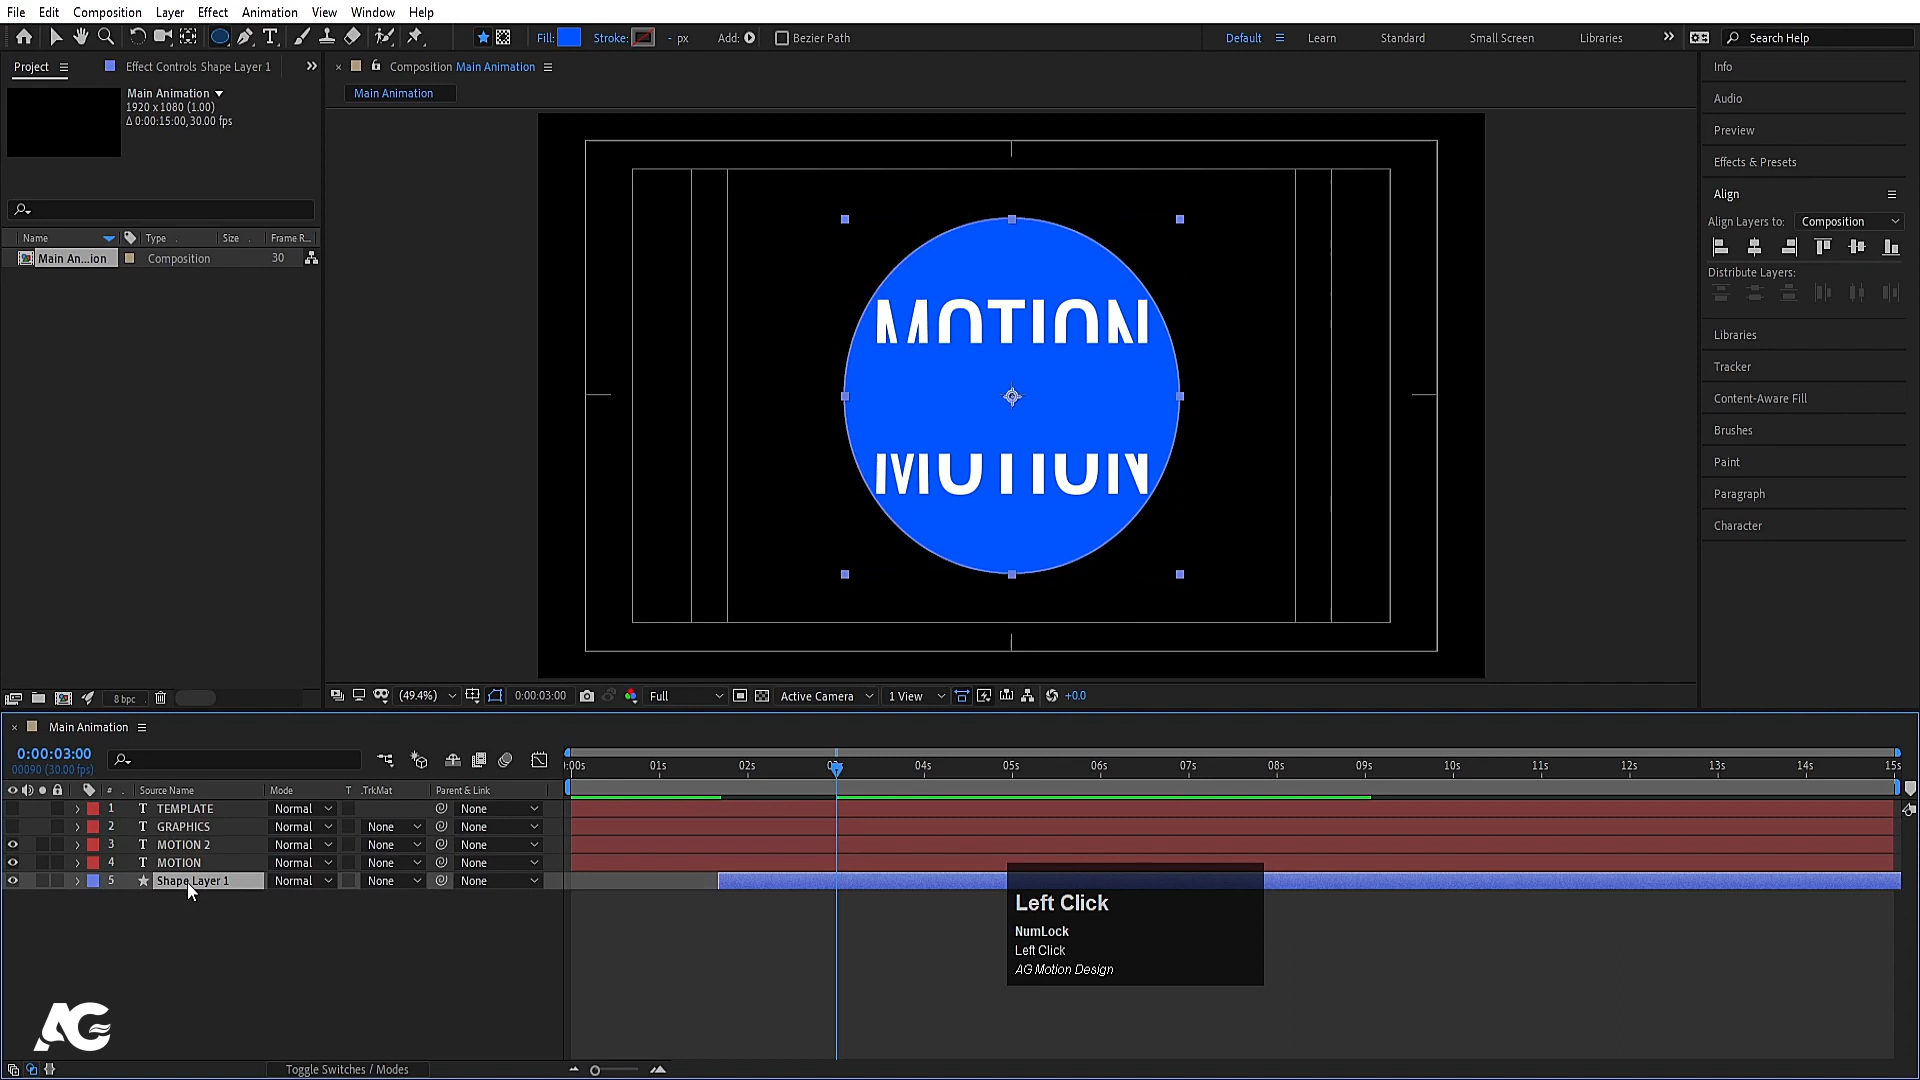 File Edit Composition Layer Effect Animation View Window Help
Fill: Stroke: - px Add: Bezier Path Default Learn Standard Small Screen Libraries Search Help
Project Effect Controls Shape Layer 1
Composition Main Animation
Main Animation
Main Animation
1920 x 1080 (1.00)
Δ 0:00:15:00, 30.00 fps
Name Type Size Frame R...
Main An...ion Composition 30
8 bpc
MOTION
MOTION
(49.4%) 0:00:03:00 Full Active Camera 1 View +0.0
Info
Audio
Preview
Effects & Presets
Align
Align Layers to: Composition
Distribute Layers:
Libraries
Tracker
Content-Aware Fill
Brushes
Paint
Paragraph
Character
Main Animation
0:00:03:00
00090 (30.00 fps)
:00s 01s 02s 04s 05s 06s 07s 08s 09s 10s 11s 12s 13s 14s 15s
# Source Name Mode T .TrkMat Parent & Link
1 T TEMPLATE Normal None
2 T GRAPHICS Normal None None
3 T MOTION 2 Normal None None
4 T MOTION Normal None None
5 Shape Layer 1 Normal None None
Left Click
NumLock
Left Click
AG Motion Design
AG
Toggle Switches / Modes